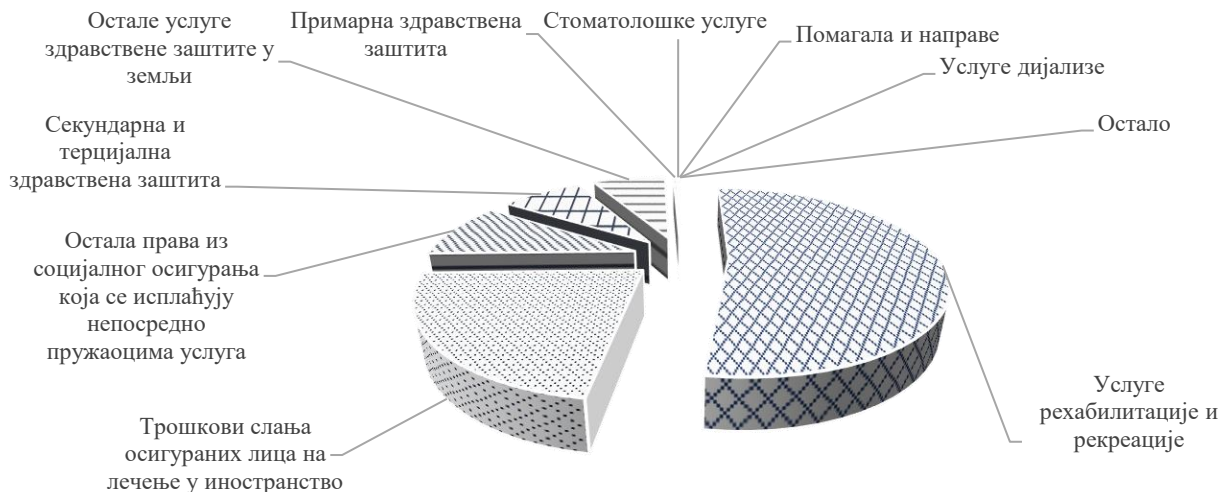 Остале услуге
здравствене заштите у
земљи
Примарна здравствена
заштита
Стоматолошке услуге
Помагала и направе
Услуге дијализе
Остало
Секундарна и
терцијална
здравствена заштита
Остала права из
социјалног осигурања
која се исплаћују
непосредно
пружаоцима услуга
Трошкови слања
осигураних лица на
лечење у иностранство
Услуге
рехабилитације и
рекреације